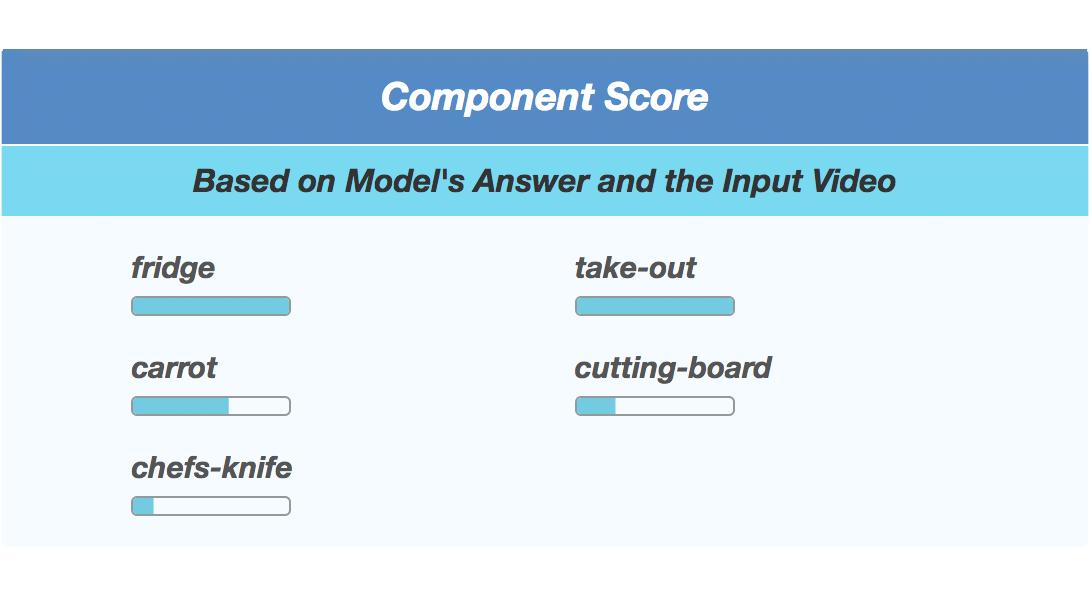 Component Score
Based on Model's Answer and the Input Video
fridge
take-out
carrot
cutting-board
chefs-knife